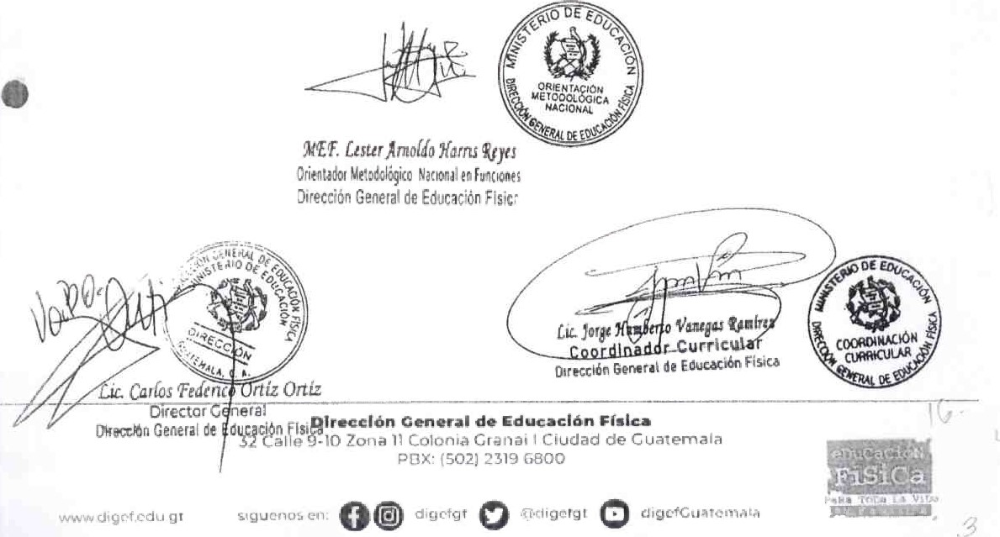 MINISTERIO DE EDUCACIÓN
ORIENTACIÓN
METODOLÓGICA
NACIONAL
DIRECCIÓN GENERAL DE EDUCACIÓN FÍSICA
MEF. Lester Arnoldo Harris Reyes
Orientador Metodológico Nacional en Funciones
Dirección General de Educación Física
DIRECCIÓN GENERAL DE EDUCACIÓN FÍSICA
MINISTERIO DE EDUCACIÓN
DIRECCIÓN
GUATEMALA, C. A.
Vo.Bo.
Lic. Carlos Federico Ortíz Ortíz
Director General
Dirección General de Educación Física
Lic. Jorge Humberto Vanegas Ramírez
Coordinador Curricular
Dirección General de Educación Física
MINISTERIO DE EDUCACIÓN
COORDINACIÓN
CURRICULAR
DIRECCIÓN GENERAL DE EDUCACIÓN FÍSICA
16.
Dirección General de Educación Física
32 Calle 9-10 Zona 11 Colonia Granai I Ciudad de Guatemala
PBX: (502) 2319 6800
eDUCaCIóN
FíSiCa
PaRa TODa La ViDa
www.digef.edu.gt
siguenos en:
digefgt
@digefgt
digefGuatemala
3